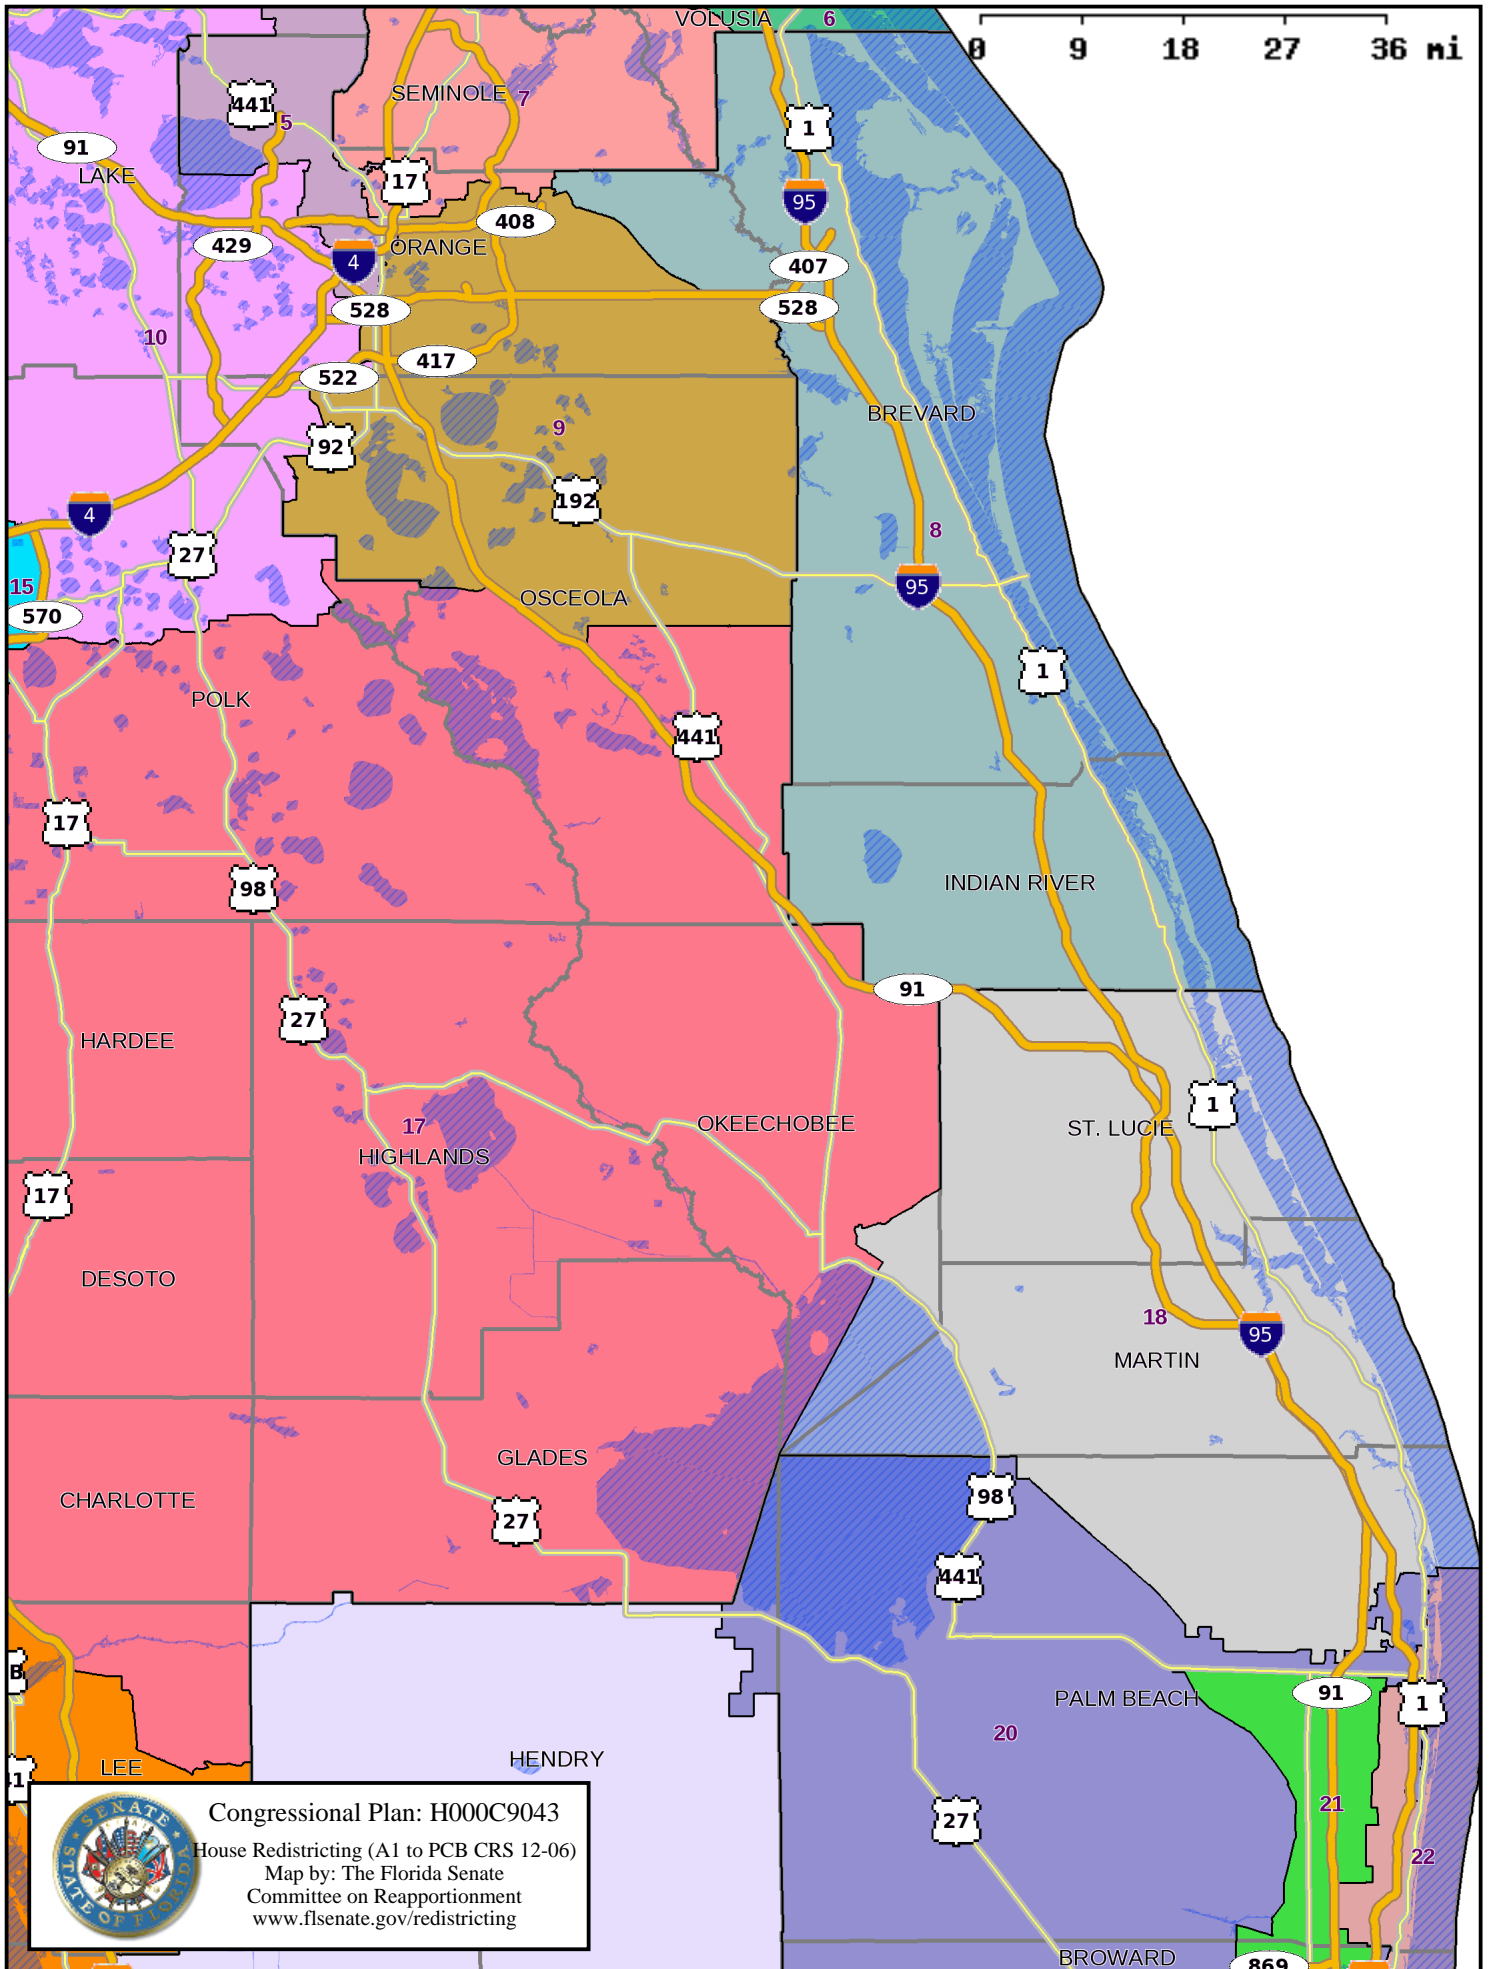 VOLUSIA
6
0 9 18 27 36 mi
SEMINOLE
7
441
5
1
91
LAKE
17
95
408
429
ORANGE
4
407
528
528
10
417
522
BREVARD
9
92
192
4
8
27
15
95
570
OSCEOLA
1
POLK
441
17
98
INDIAN RIVER
91
27
HARDEE
1
17
OKEECHOBEE
ST. LUCIE
HIGHLANDS
17
DESOTO
18
95
MARTIN
GLADES
98
CHARLOTTE
27
441
B
PALM BEACH
91
1
20
HENDRY
LEE
41
21
27
22
BROWARD
869
SENATE
STATE OF FLORIDA
Congressional Plan: H000C9043
House Redistricting (A1 to PCB CRS 12-06)
Map by: The Florida Senate
Committee on Reapportionment
www.flsenate.gov/redistricting